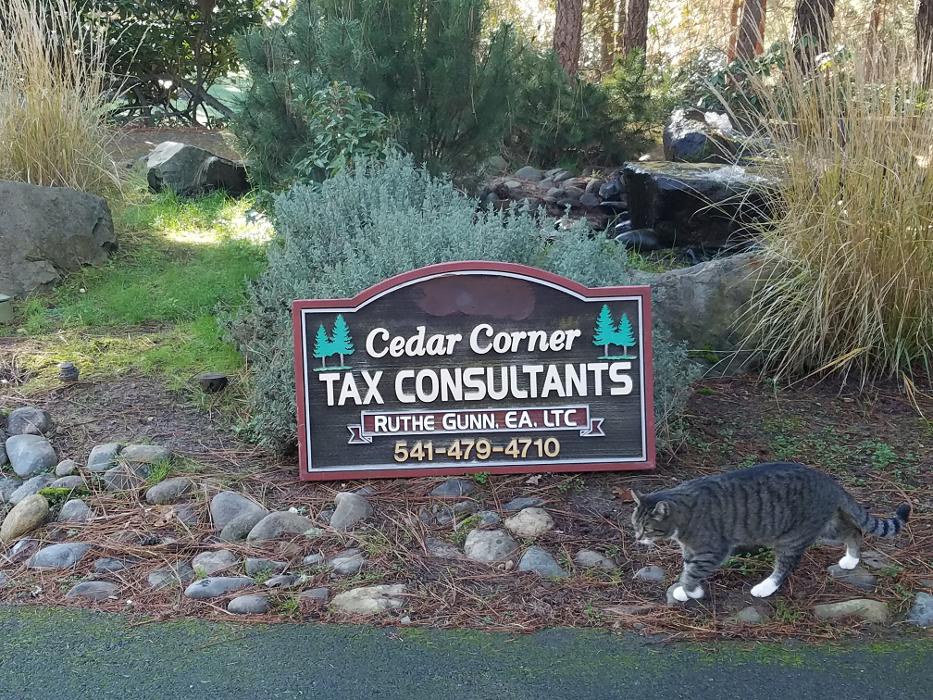 Cedar Corner
TAX CONSULTANTS
RUTHE GUNN, EA, LTC
541-479-4710